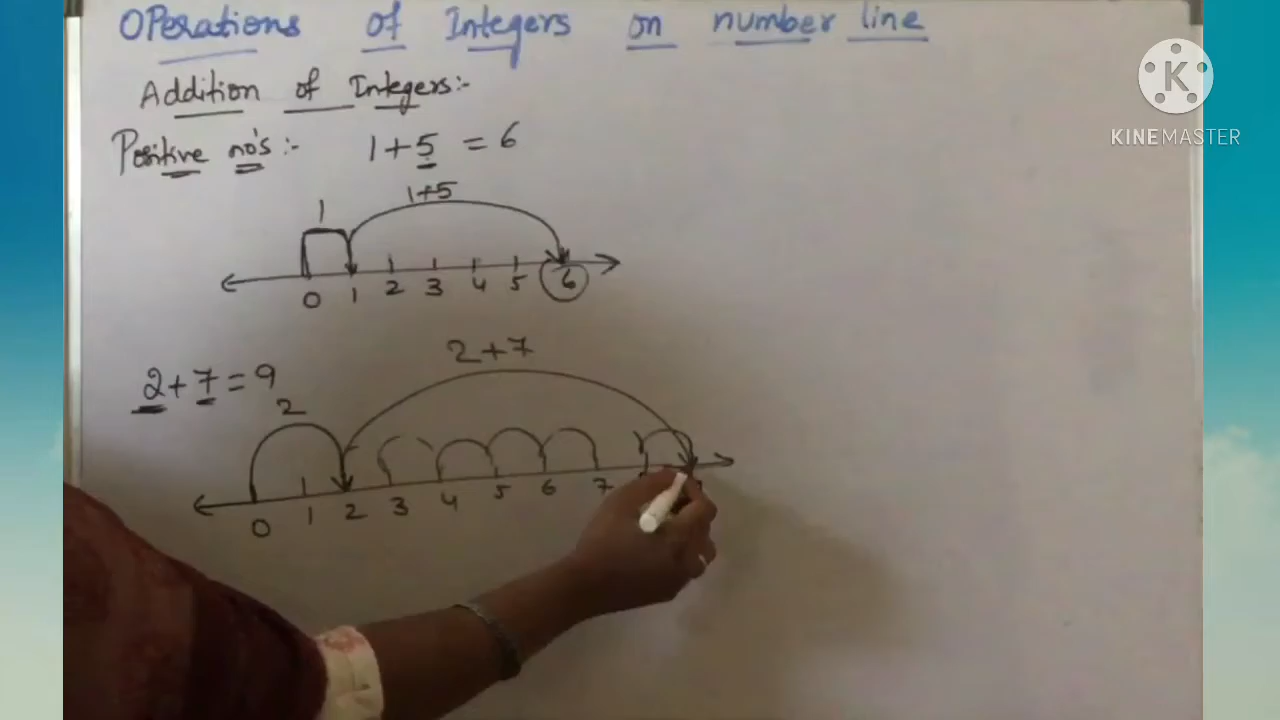 OPerations of Integers on number line
Addition of Integers:-
KINEMASTER
Positive no's:- 1+5 = 6
1 1+5
0 1 2 3 4 5 6
2+7
2+7=9
2
0 1 2 3 4 5 6 7